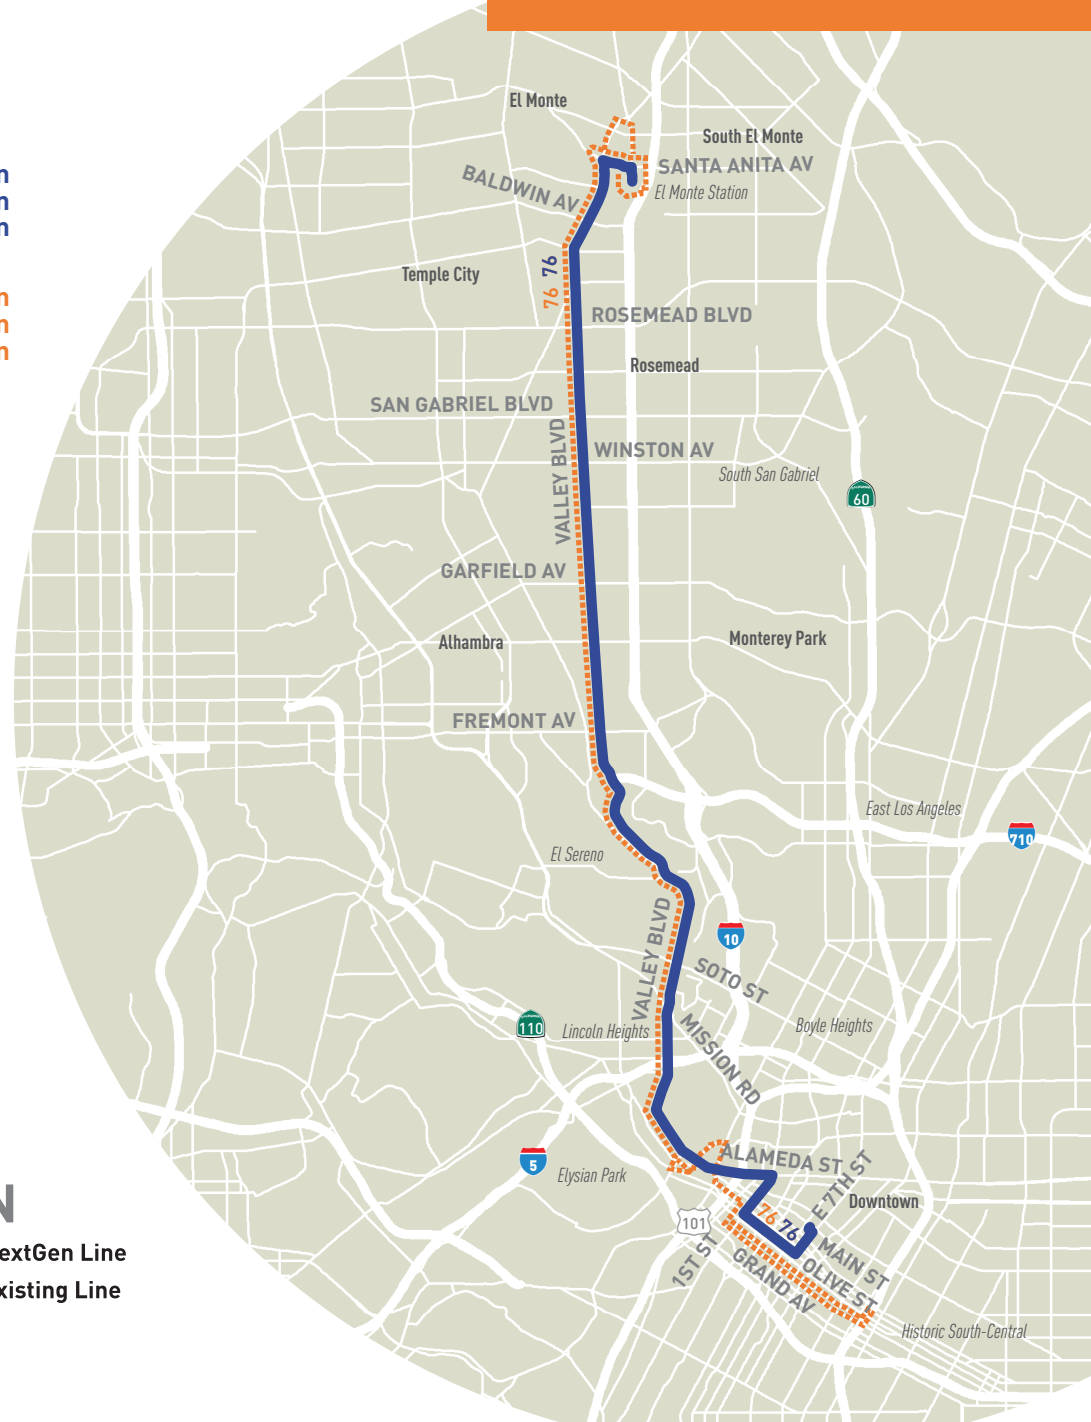 El Monte
South El Monte
SANTA ANITA AV
BALDWIN AV
El Monte Station
n
n
n
76 76
Temple City
n
n
n
ROSEMEAD BLVD
Rosemead
SAN GABRIEL BLVD
VALLEY BLVD
WINSTON AV
South San Gabriel
60
GARFIELD AV
Alhambra
Monterey Park
FREMONT AV
East Los Angeles
710
El Sereno
VALLEY BLVD
10
SOTO ST
110
Lincoln Heights
MISSION RD
Boyle Heights
5
Elysian Park
ALAMEDA ST
E 7TH ST
Downtown
N
101
76 76
1ST ST
GRAND AV
MAIN ST
OLIVE ST
extGen Line
xisting Line
Historic South-Central